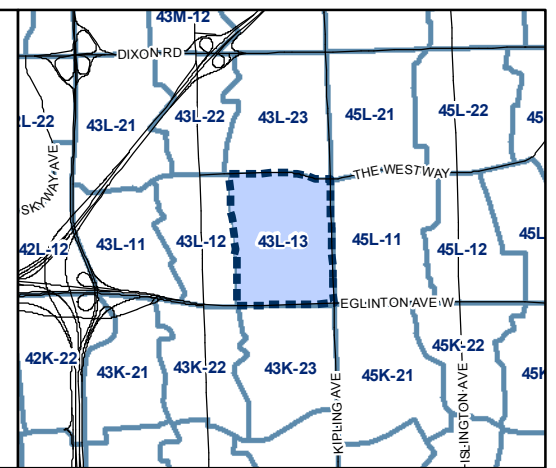 43M-12
DIXON RD
L-22
43L-21
43L-22
43L-23
45L-21
45L-22
45
SKYWAY AVE
THE WESTWAY
42L-12
43L-11
43L-12
43L-13
45L-11
45L-12
45L
EGLINTON AVE W
42K-22
43K-21
43K-22
43K-23
45K-21
45K-22
45K
KIPLING AVE
ISLINGTON AVE